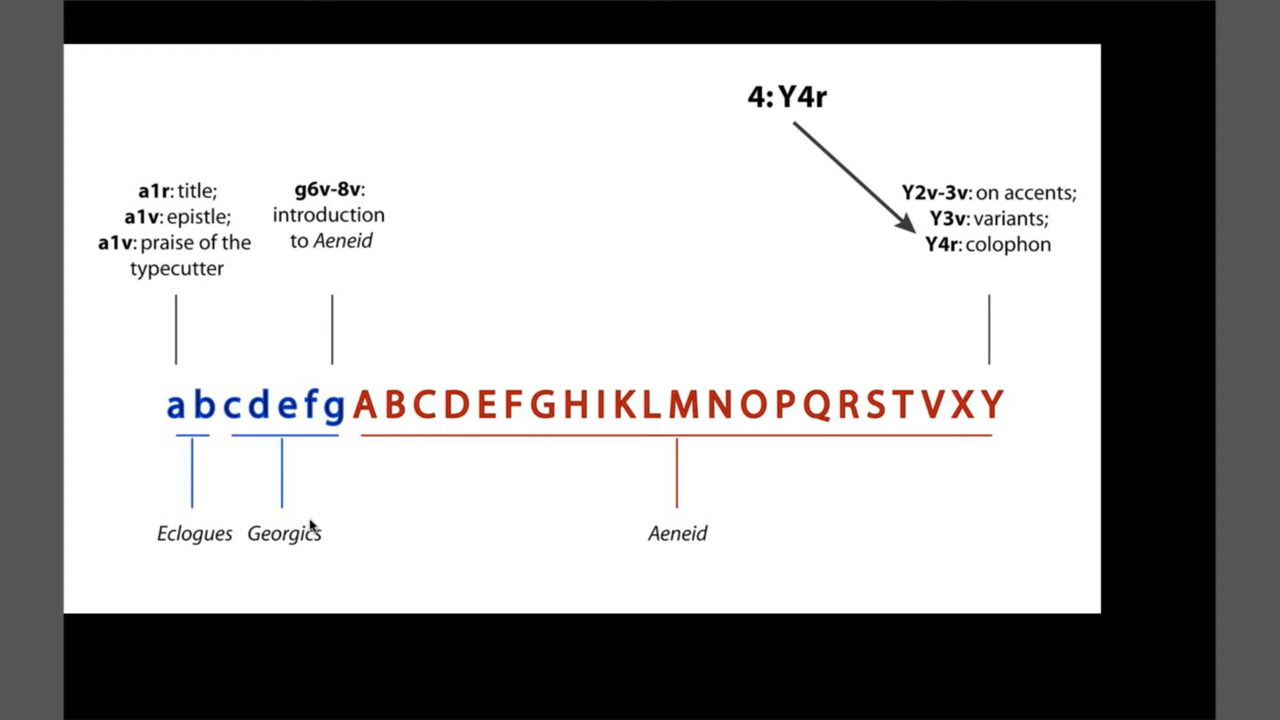 4: Y4r
a1r: title;
a1v: epistle;
a1v: praise of the
typecutter
g6v-8v:
introduction
to Aeneid
Y2v-3v: on accents;
Y3v: variants;
Y4r: colophon
a b c d e f g A B C D E F G H I K L M N O P Q R S T V X Y
Eclogues
Georgics
Aeneid